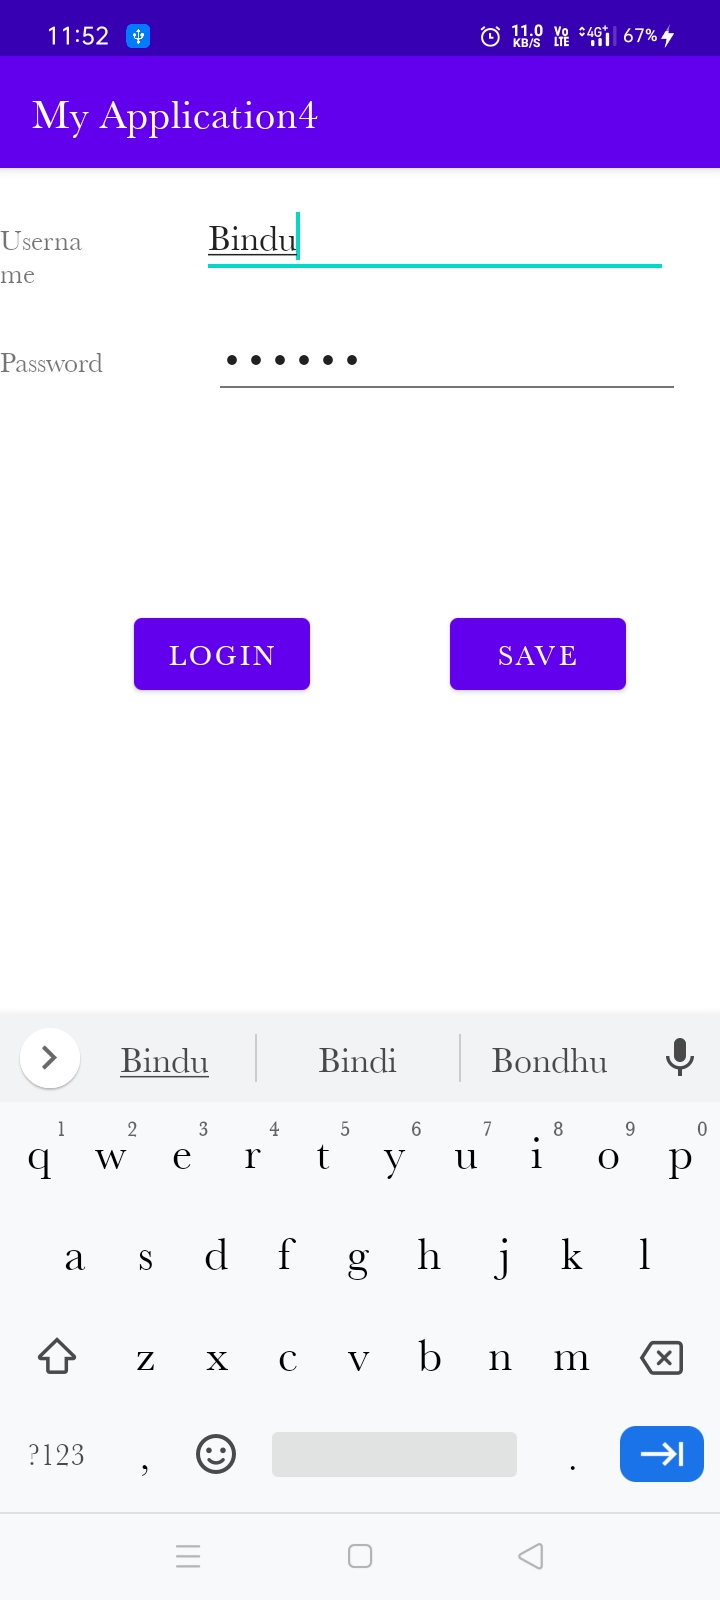 11:52 11.0 KB/S Vo LTE 4G+ 67%
My Application4
Userna
me
Bindu
Password ••••••
LOGIN SAVE
Bindu Bindi Bondhu
1 2 3 4 5 6 7 8 9 0
q w e r t y u i o p
a s d f g h j k l
z x c v b n m
?123 , .